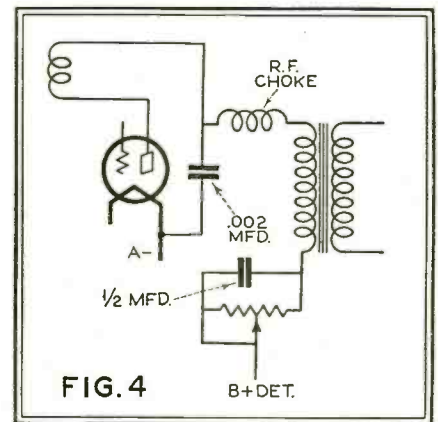 R.F.
CHOKE
.002
MFD.
A-
1/2 MFD.
FIG. 4
B+DET.